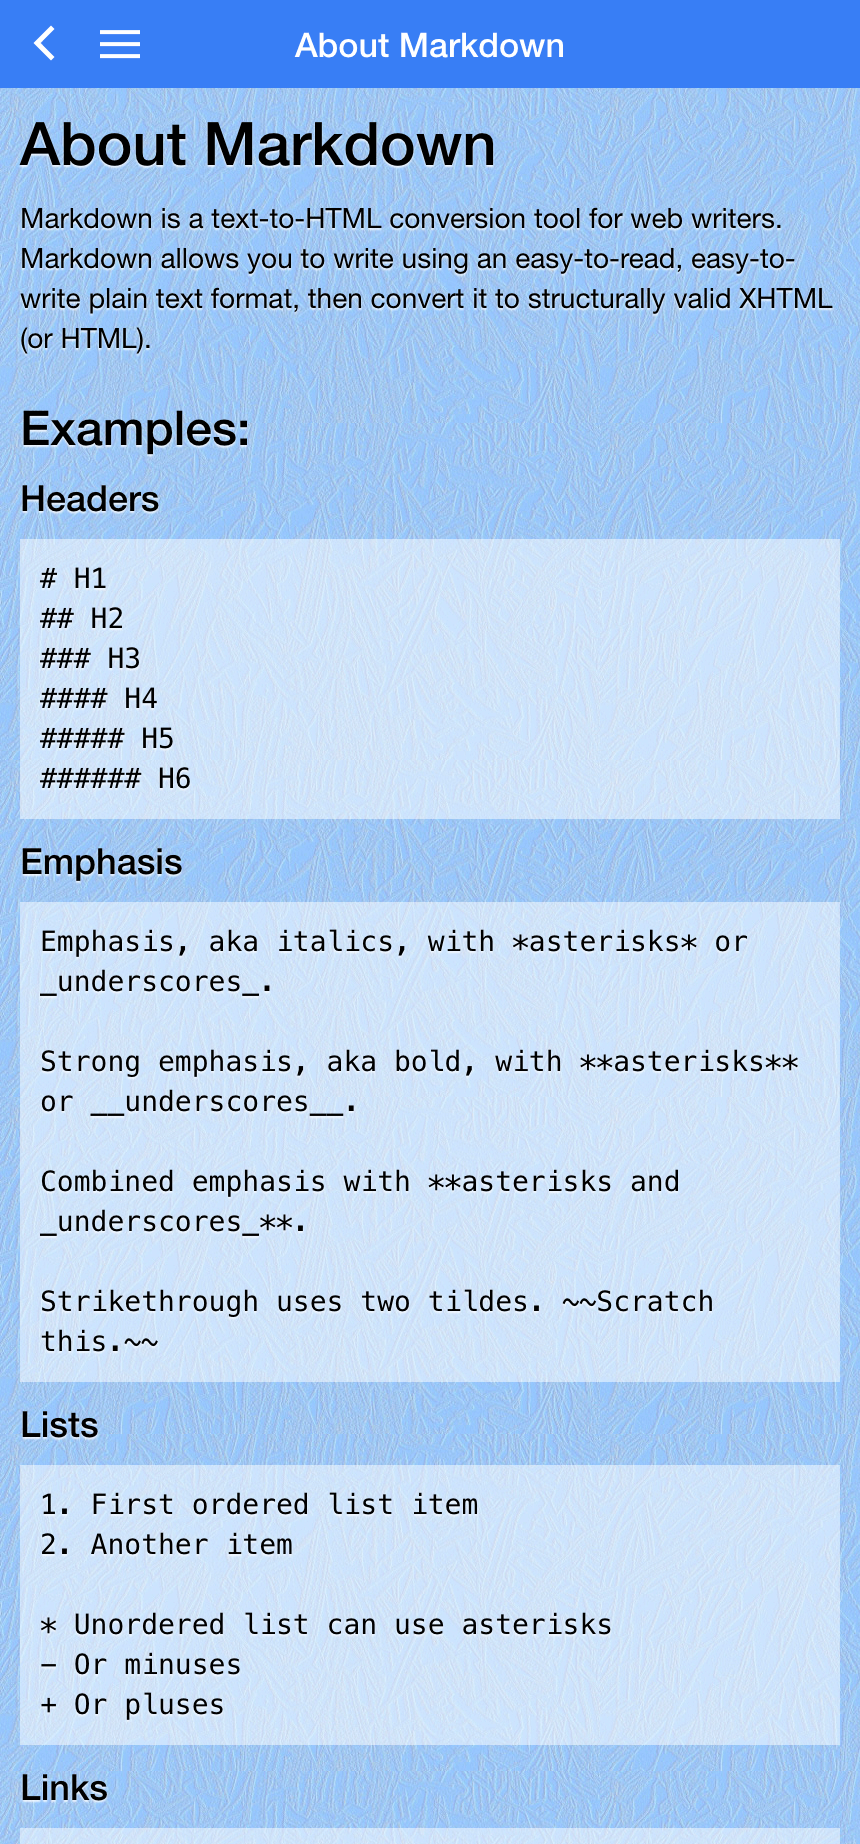 About Markdown
About Markdown
Markdown is a text-to-HTML conversion tool for web writers.
Markdown allows you to write using an easy-to-read, easy-to-
write plain text format, then convert it to structurally valid XHTML
(or HTML).
Examples:
Headers
# H1
## H2
### H3
#### H4
##### H5
###### H6
Emphasis
Emphasis, aka italics, with *asterisks* or
_underscores_.
Strong emphasis, aka bold, with **asterisks**
or __underscores__.
Combined emphasis with **asterisks and
_underscores_**.
Strikethrough uses two tildes. ~~Scratch
this.~~
Lists
1. First ordered list item
2. Another item
* Unordered list can use asterisks
- Or minuses
+ Or pluses
Links